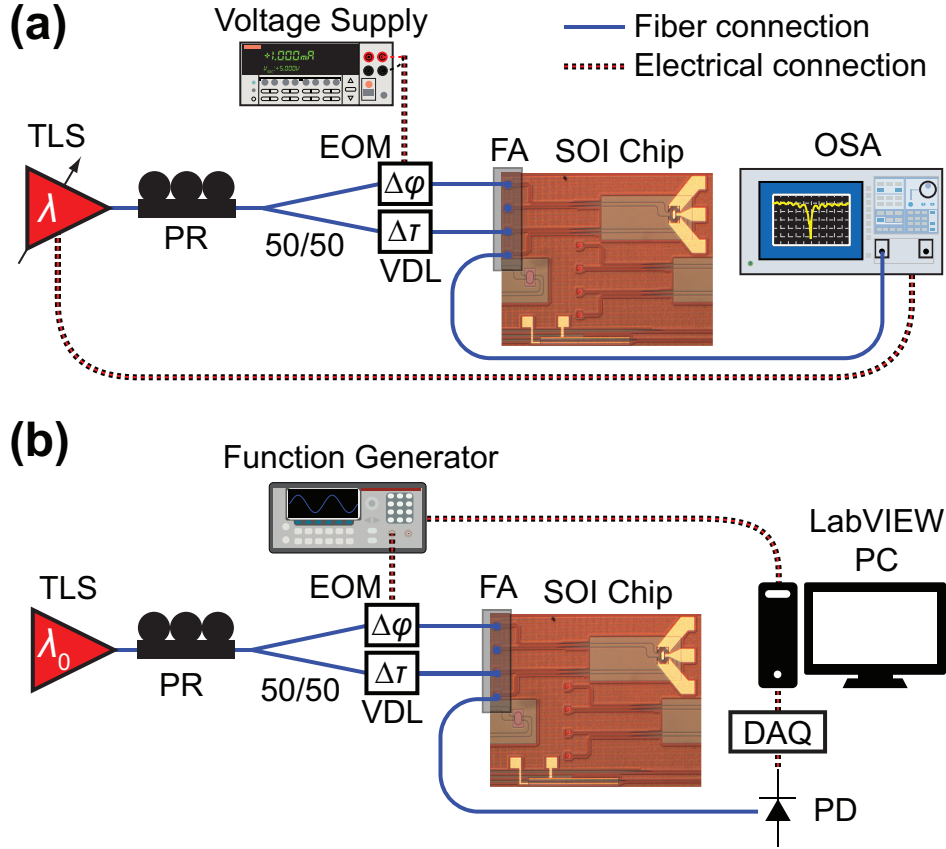 (a)
Voltage Supply
+1.000mA
Fiber connection
Electrical connection
TLS
λ
PR
50/50
EOM
Δφ
Δτ
VDL
FA
SOI Chip
OSA
(b)
Function Generator
LabVIEW
PC
TLS
λ0
PR
50/50
EOM
Δφ
Δτ
VDL
FA
SOI Chip
DAQ
PD